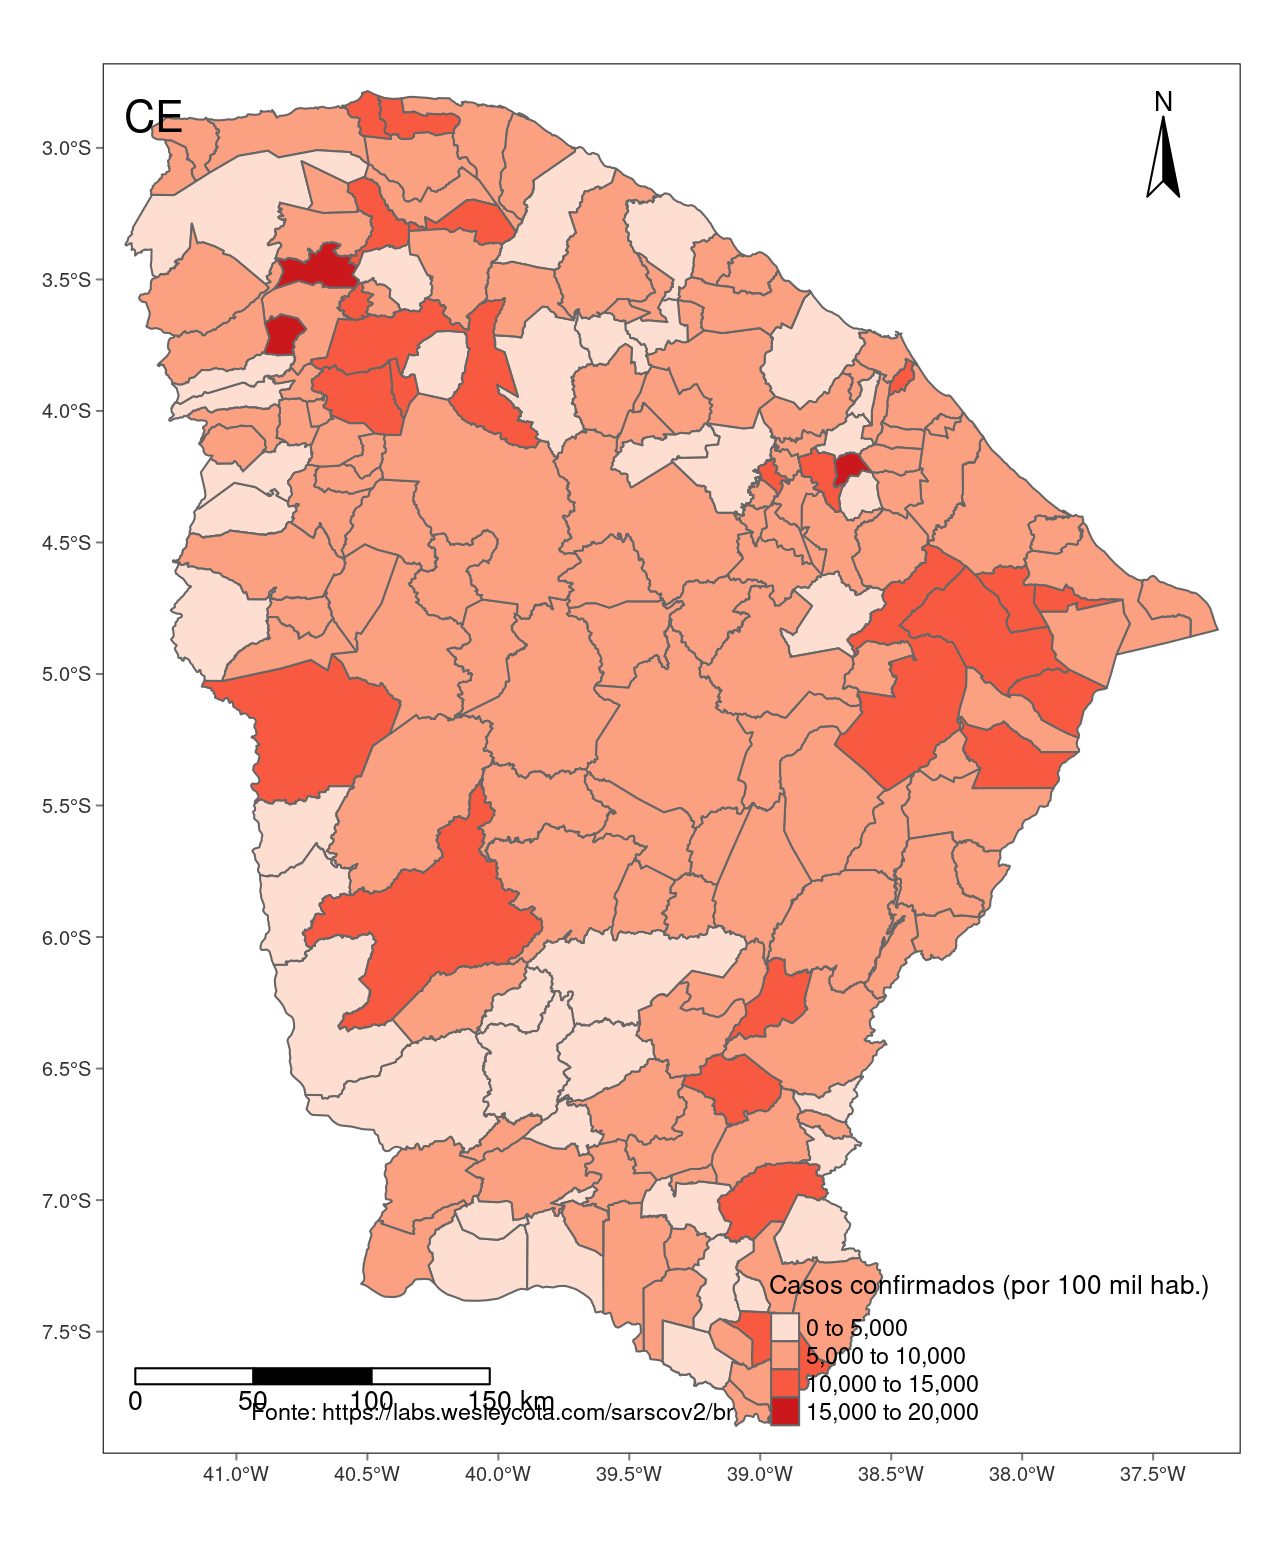 CE
N
3.0°S
3.5°S
4.0°S
4.5°S
5.0°S
5.5°S
6.0°S
6.5°S
7.0°S
7.5°S
Casos confirmados (por 100 mil hab.)
0 to 5,000
5,000 to 10,000
10,000 to 15,000
15,000 to 20,000
0 50 100 150 km
Fonte: https://labs.wesleycota.com/sarscov2/br
41.0°W 40.5°W 40.0°W 39.5°W 39.0°W 38.5°W 38.0°W 37.5°W